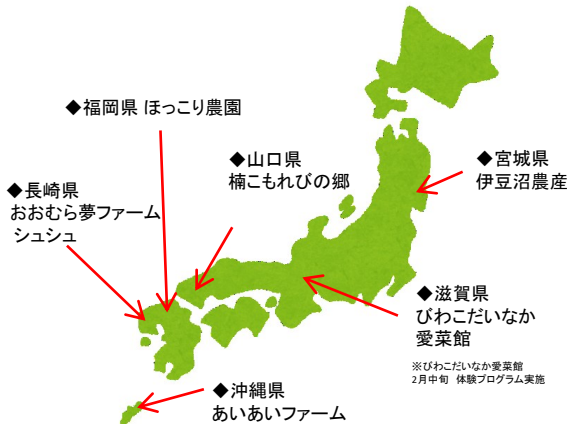 ◆福岡県 ほっこり農園
◆山口県
楠こもれびの郷
◆宮城県
伊豆沼農産
◆長崎県
おおむら夢ファーム
シュシュ
◆滋賀県
びわこだいなか
愛菜館
※びわこだいなか愛菜館
2月中旬 体験プログラム実施
◆沖縄県
あいあいファーム